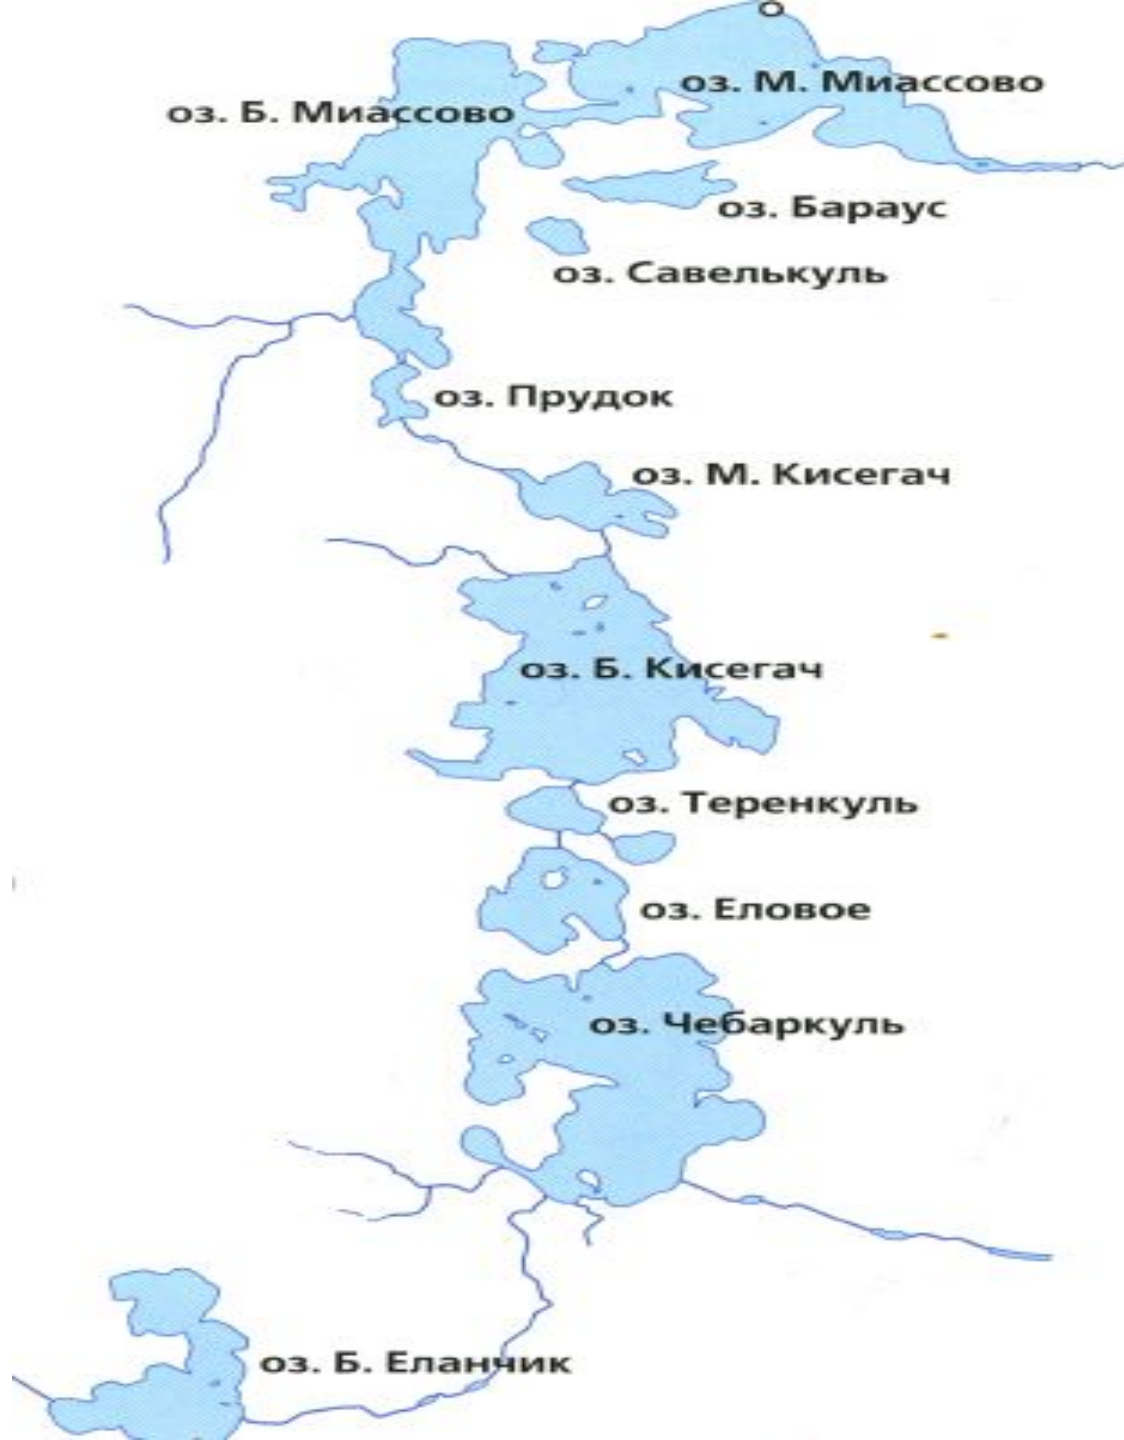 оз. М. Миассово
оз. Б. Миассово
оз. Бараус
оз. Савелькуль
оз. Прудок
оз. М. Кисегач
оз. Б. Кисегач
оз. Теренкуль
оз. Еловое
оз. Чебаркуль
оз. Б. Еланчик